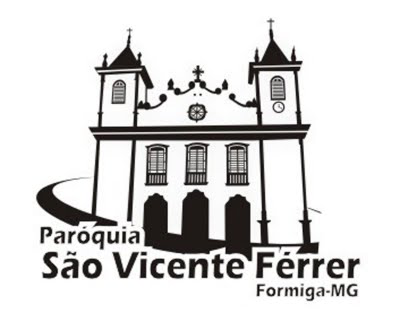 Paróquia
São Vicente Férrer
Formiga-MG